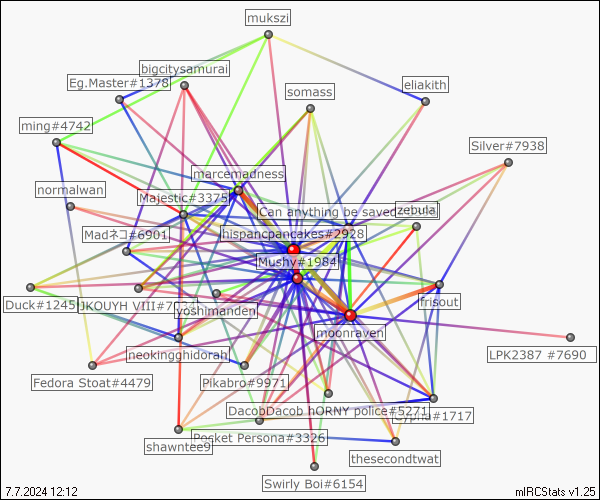 mukszi
bigcitysamurai
Eg.Master#1378
eliakith
somass
ming#4742
Silver#7938
marcemadness
normalwan
Majestic#3375
Can anything be saved
zebula
Madネコ#6901
hispancpancakes#2928
Mushy#1984
Duck#1245
UKOUYH VIII#7
yoshimanden
frisout
moonraven
neokingghidorah
LPK2387 #7690
Fedora Stoat#4479
Pikabro#9971
DacobDacob hORNY police#5271
#1717
shawntee9
Pocket Persona#3326
thesecondtwat
Swirly Boi#6154
7.7.2024 12:12
mIRCStats v1.25